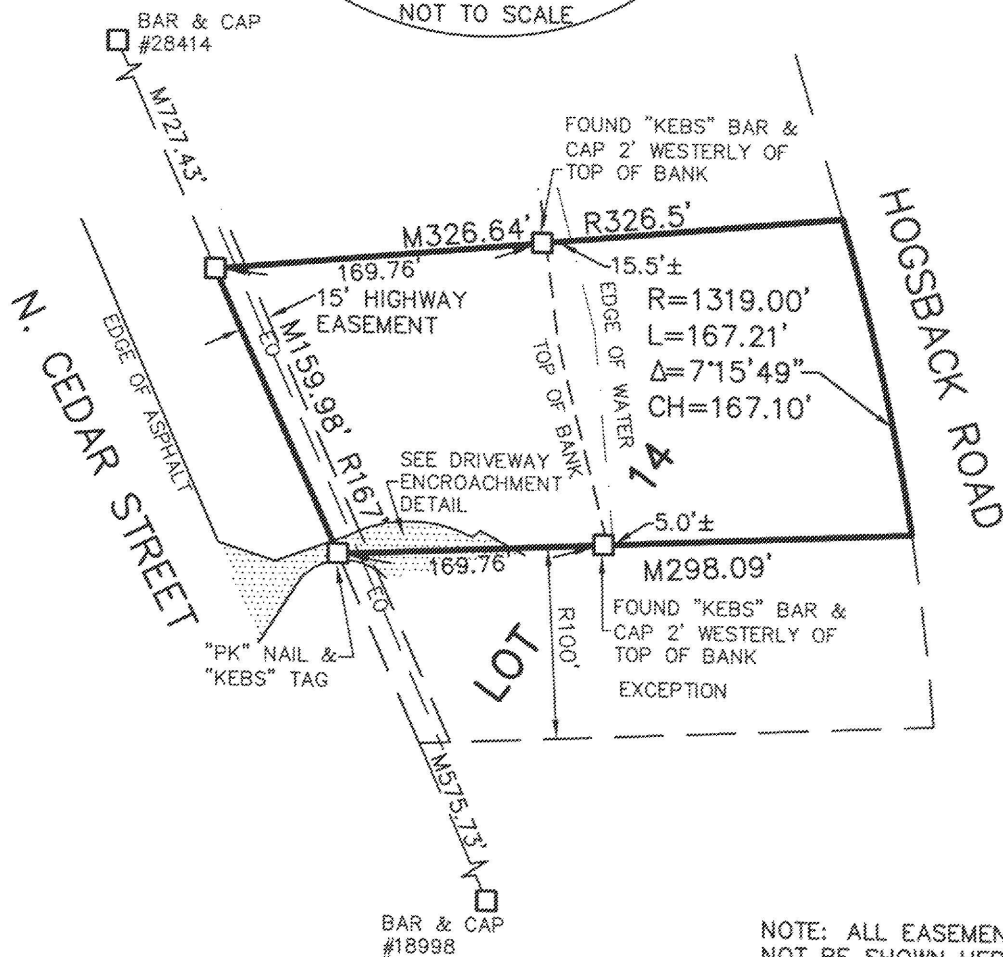 NOT TO SCALE
BAR & CAP
#28414
M727.43'
FOUND "KEBS" BAR &
CAP 2' WESTERLY OF
TOP OF BANK
M326.64'
R326.5'
169.76'
15.5'±
HOGSBACK ROAD
15' HIGHWAY
EASEMENT
R=1319.00'
L=167.21'
Δ=7°15'49"
CH=167.10'
N. CEDAR STREET
EDGE OF ASPHALT
EO
M159.98'
R167'
TOP OF BANK
EDGE OF WATER
SEE DRIVEWAY
ENCROACHMENT
DETAIL
LOT 14
5.0'±
169.76'
M298.09'
"PK" NAIL &
"KEBS" TAG
EO
R100'
FOUND "KEBS" BAR &
CAP 2' WESTERLY OF
TOP OF BANK
EXCEPTION
M575.73'
BAR & CAP
#18998
NOTE: ALL EASEMEN